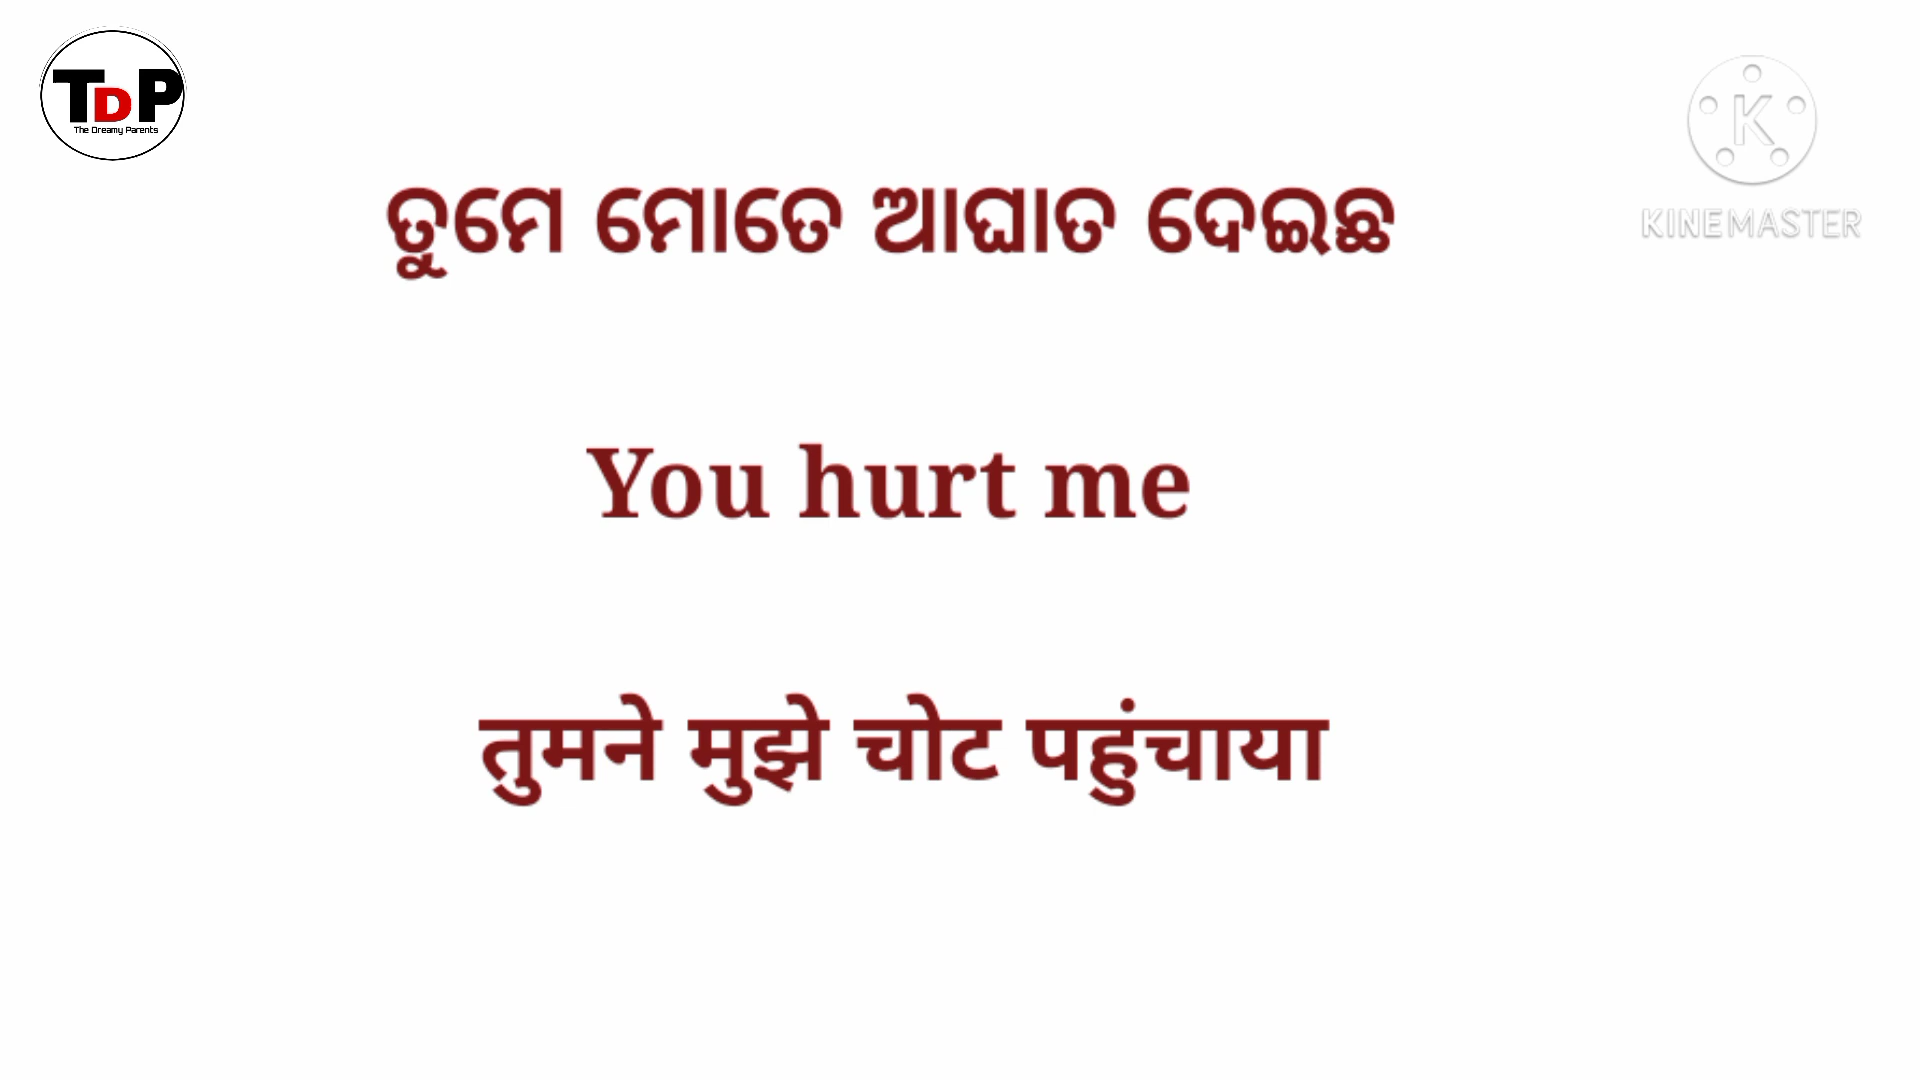 TDP
The Dreamy Parents
K
KINEMASTER
ତୁମେ ମୋତେ ଆଘାତ ଦେଇଛ
You hurt me
तुमने मुझे चोट पहुंचाया